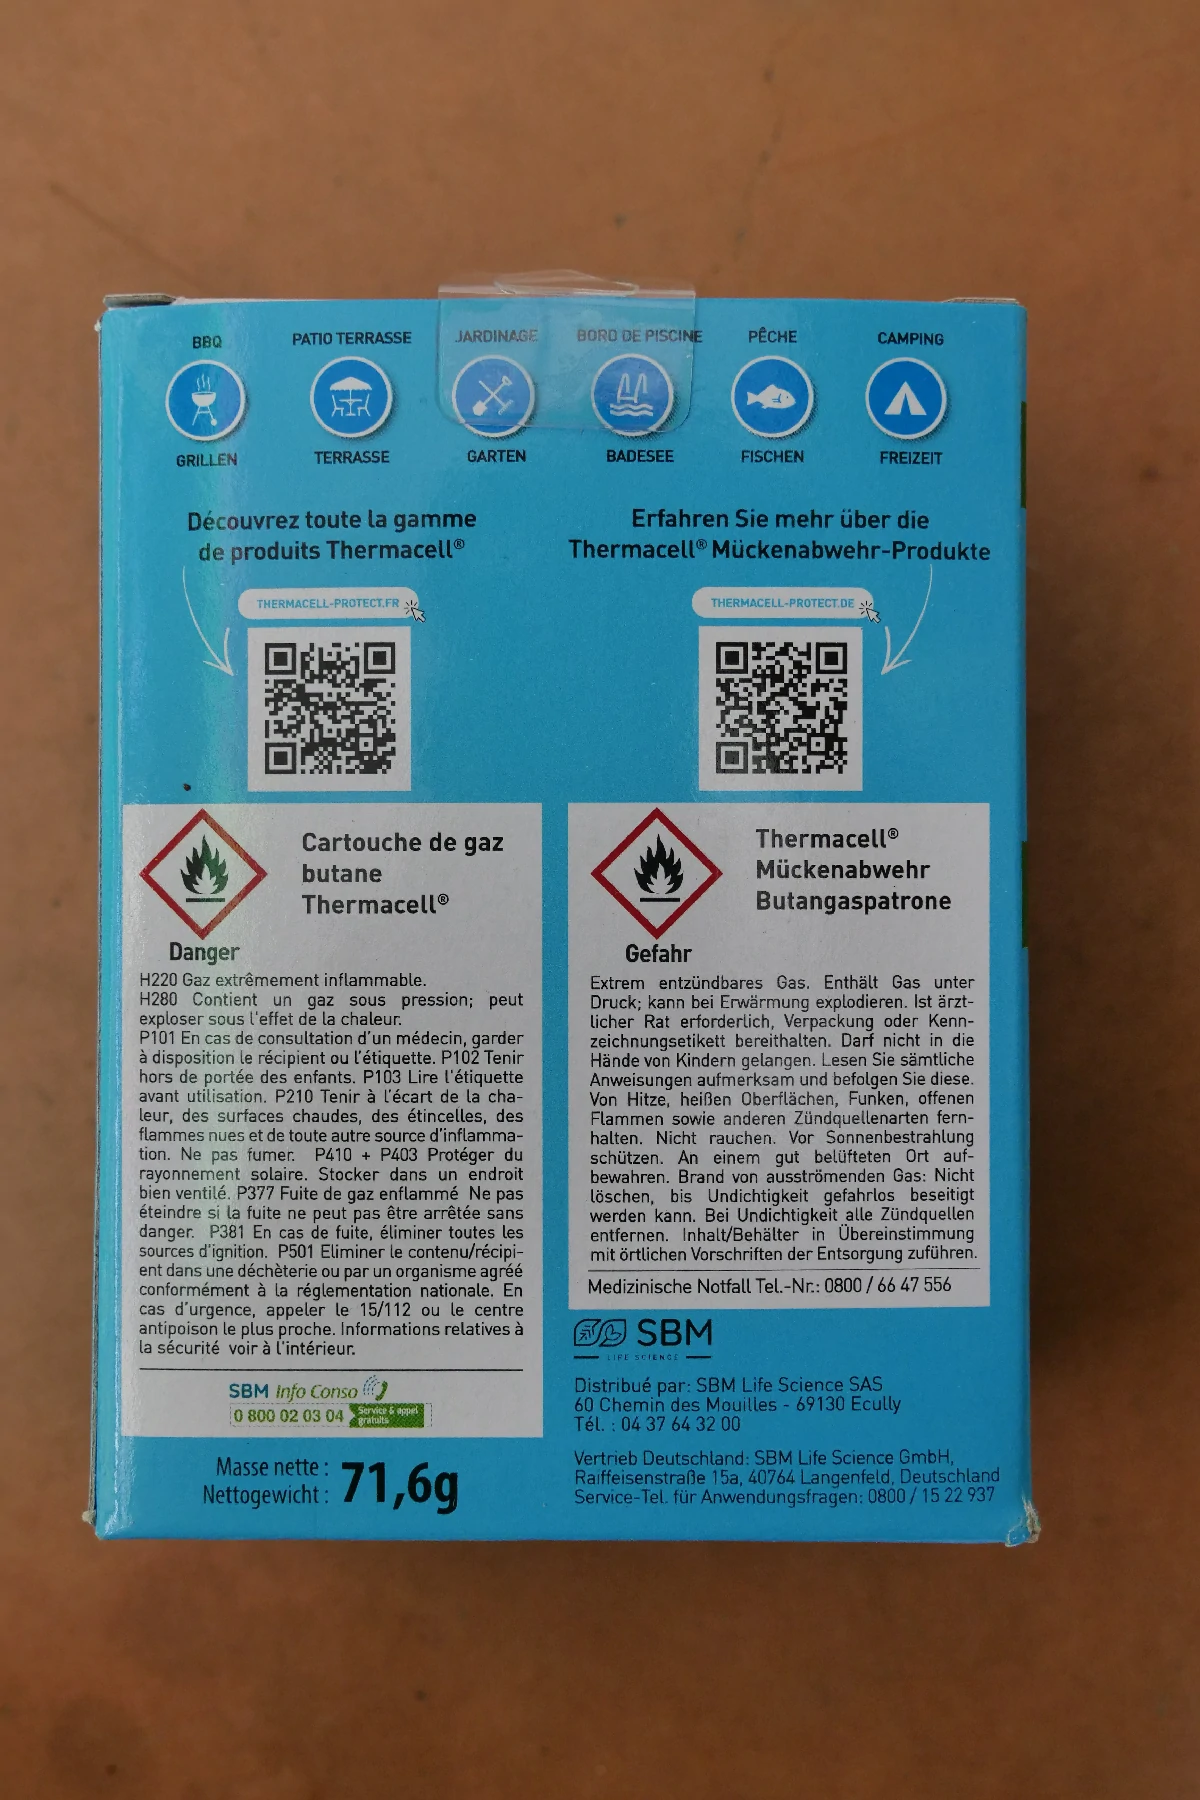 BBQ
PATIO TERRASSE
JARDINAGE
BORD DE PISCINE
PÊCHE
CAMPING
GRILLEN
TERRASSE
GARTEN
BADESEE
FISCHEN
FREIZEIT
Découvrez toute la gamme
de produits Thermacell®
THERMACELL-PROTECT.FR
Erfahren Sie mehr über die
Thermacell® Mückenabwehr-Produkte
THERMACELL-PROTECT.DE
Cartouche de gaz
butane
Thermacell®
Danger
H220 Gaz extrêmement inflammable.
H280 Contient un gaz sous pression; peut
exploser sous l'effet de la chaleur.
P101 En cas de consultation d'un médecin, garder
à disposition le récipient ou l'étiquette. P102 Tenir
hors de portée des enfants. P103 Lire l'étiquette
avant utilisation. P210 Tenir à l'écart de la cha-
leur, des surfaces chaudes, des étincelles, des
flammes nues et de toute autre source d'inflamma-
tion. Ne pas fumer. P410 + P403 Protéger du
rayonnement solaire. Stocker dans un endroit
bien ventilé. P377 Fuite de gaz enflammé Ne pas
éteindre si la fuite ne peut pas être arrêtée sans
danger. P381 En cas de fuite, éliminer toutes les
sources d'ignition. P501 Eliminer le contenu/récipi-
ent dans une déchèterie ou par un organisme agréé
conformément à la réglementation nationale. En
cas d'urgence, appeler le 15/112 ou le centre
antipoison le plus proche. Informations relatives à
la sécurité voir à l'intérieur.
SBM Info Conso
0 800 02 03 04 Service & appel
gratuits
Masse nette :
Nettogewicht : 71,6g
Thermacell®
Mückenabwehr
Butangaspatrone
Gefahr
Extrem entzündbares Gas. Enthält Gas unter
Druck; kann bei Erwärmung explodieren. Ist ärzt-
licher Rat erforderlich, Verpackung oder Kenn-
zeichnungsetikett bereithalten. Darf nicht in die
Hände von Kindern gelangen. Lesen Sie sämtliche
Anweisungen aufmerksam und befolgen Sie diese.
Von Hitze, heißen Oberflächen, Funken, offenen
Flammen sowie anderen Zündquellenarten fern-
halten. Nicht rauchen. Vor Sonnenbestrahlung
schützen. An einem gut belüfteten Ort auf-
bewahren. Brand von ausströmenden Gas: Nicht
löschen, bis Undichtigkeit gefahrlos beseitigt
werden kann. Bei Undichtigkeit alle Zündquellen
entfernen. Inhalt/Behälter in Übereinstimmung
mit örtlichen Vorschriften der Entsorgung zuführen.
Medizinische Notfall Tel.-Nr.: 0800 / 66 47 556
SBM
LIFE SCIENCE
Distribué par: SBM Life Science SAS
60 Chemin des Mouilles - 69130 Ecully
Tél. : 04 37 64 32 00
Vertrieb Deutschland: SBM Life Science GmbH,
Raiffeisenstraße 15a, 40764 Langenfeld, Deutschland
Service-Tel. für Anwendungsfragen: 0800 / 15 22 937